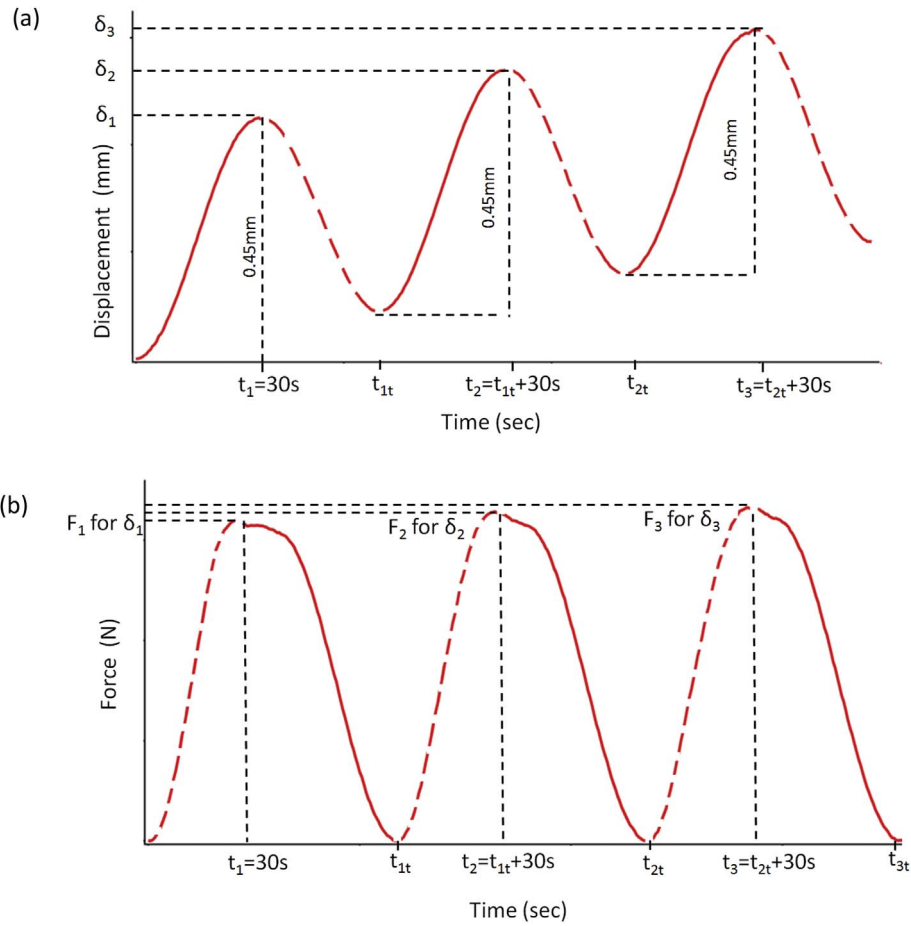 (a)
δ₃
δ₂
δ₁
Displacement (mm)
0.45mm
0.45mm
0.45mm
t₁=30s
t₁ₜ
t₂=t₁ₜ+30s
t₂ₜ
t₃=t₂ₜ+30s
Time (sec)
(b)
F₁ for δ₁
F₂ for δ₂
F₃ for δ₃
Force (N)
t₁=30s
t₁ₜ
t₂=t₁ₜ+30s
t₂ₜ
t₃=t₂ₜ+30s
t₃ₜ
Time (sec)